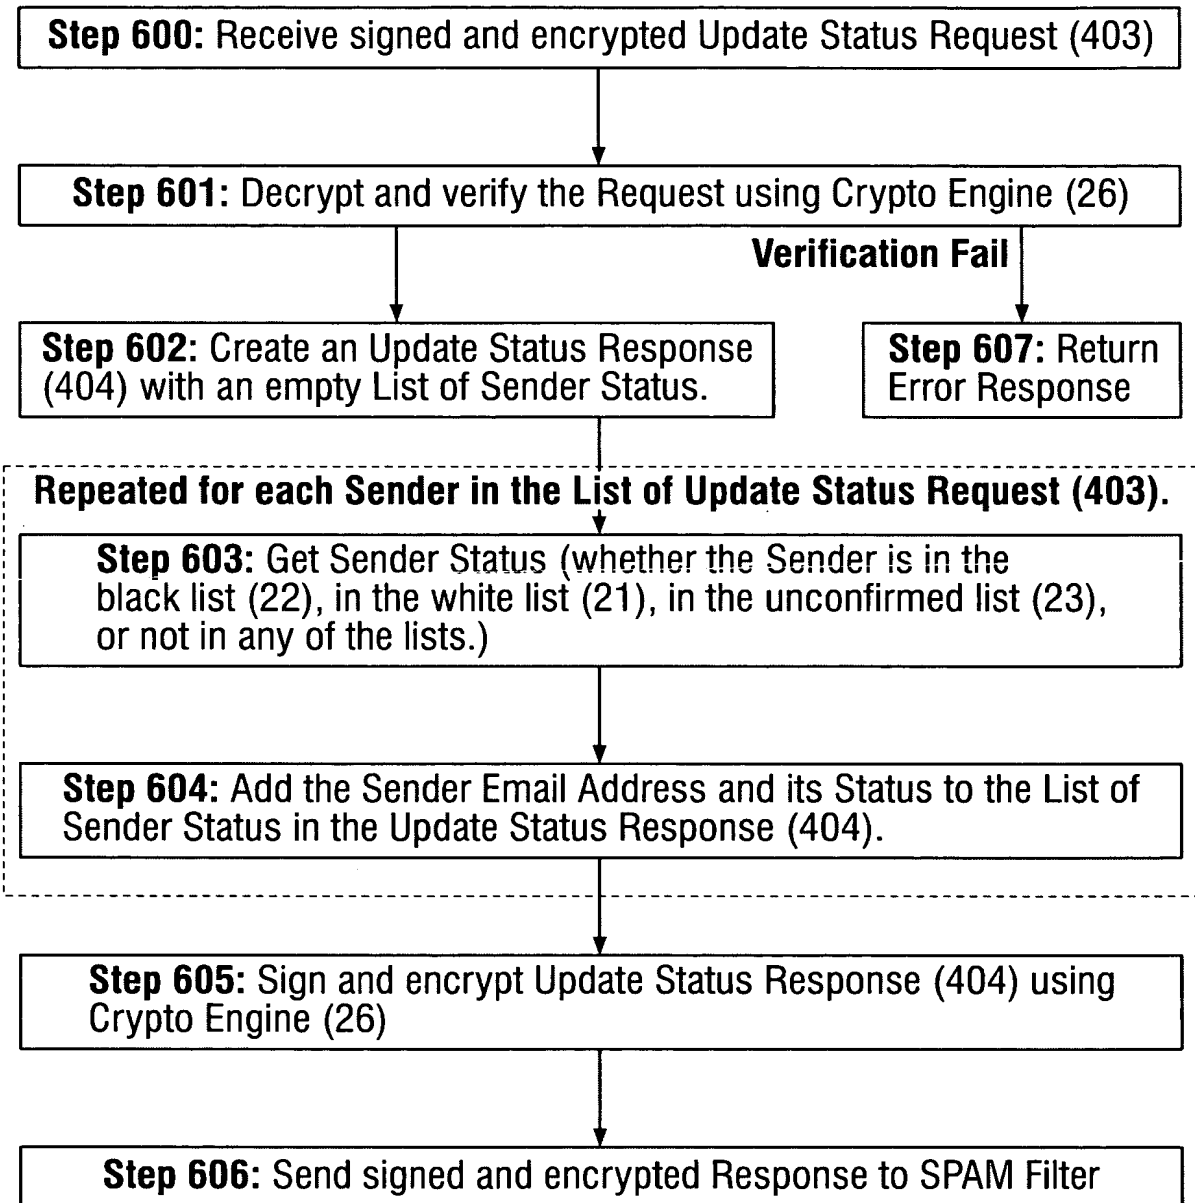 Step 600: Receive signed and encrypted Update Status Request (403)
Step 601: Decrypt and verify the Request using Crypto Engine (26)
Verification Fail
Step 602: Create an Update Status Response
(404) with an empty List of Sender Status.
Step 607: Return
Error Response
Repeated for each Sender in the List of Update Status Request (403).
Step 603: Get Sender Status (whether the Sender is in the
black list (22), in the white list (21), in the unconfirmed list (23),
or not in any of the lists.)
Step 604: Add the Sender Email Address and its Status to the List of
Sender Status in the Update Status Response (404).
Step 605: Sign and encrypt Update Status Response (404) using
Crypto Engine (26)
Step 606: Send signed and encrypted Response to SPAM Filter